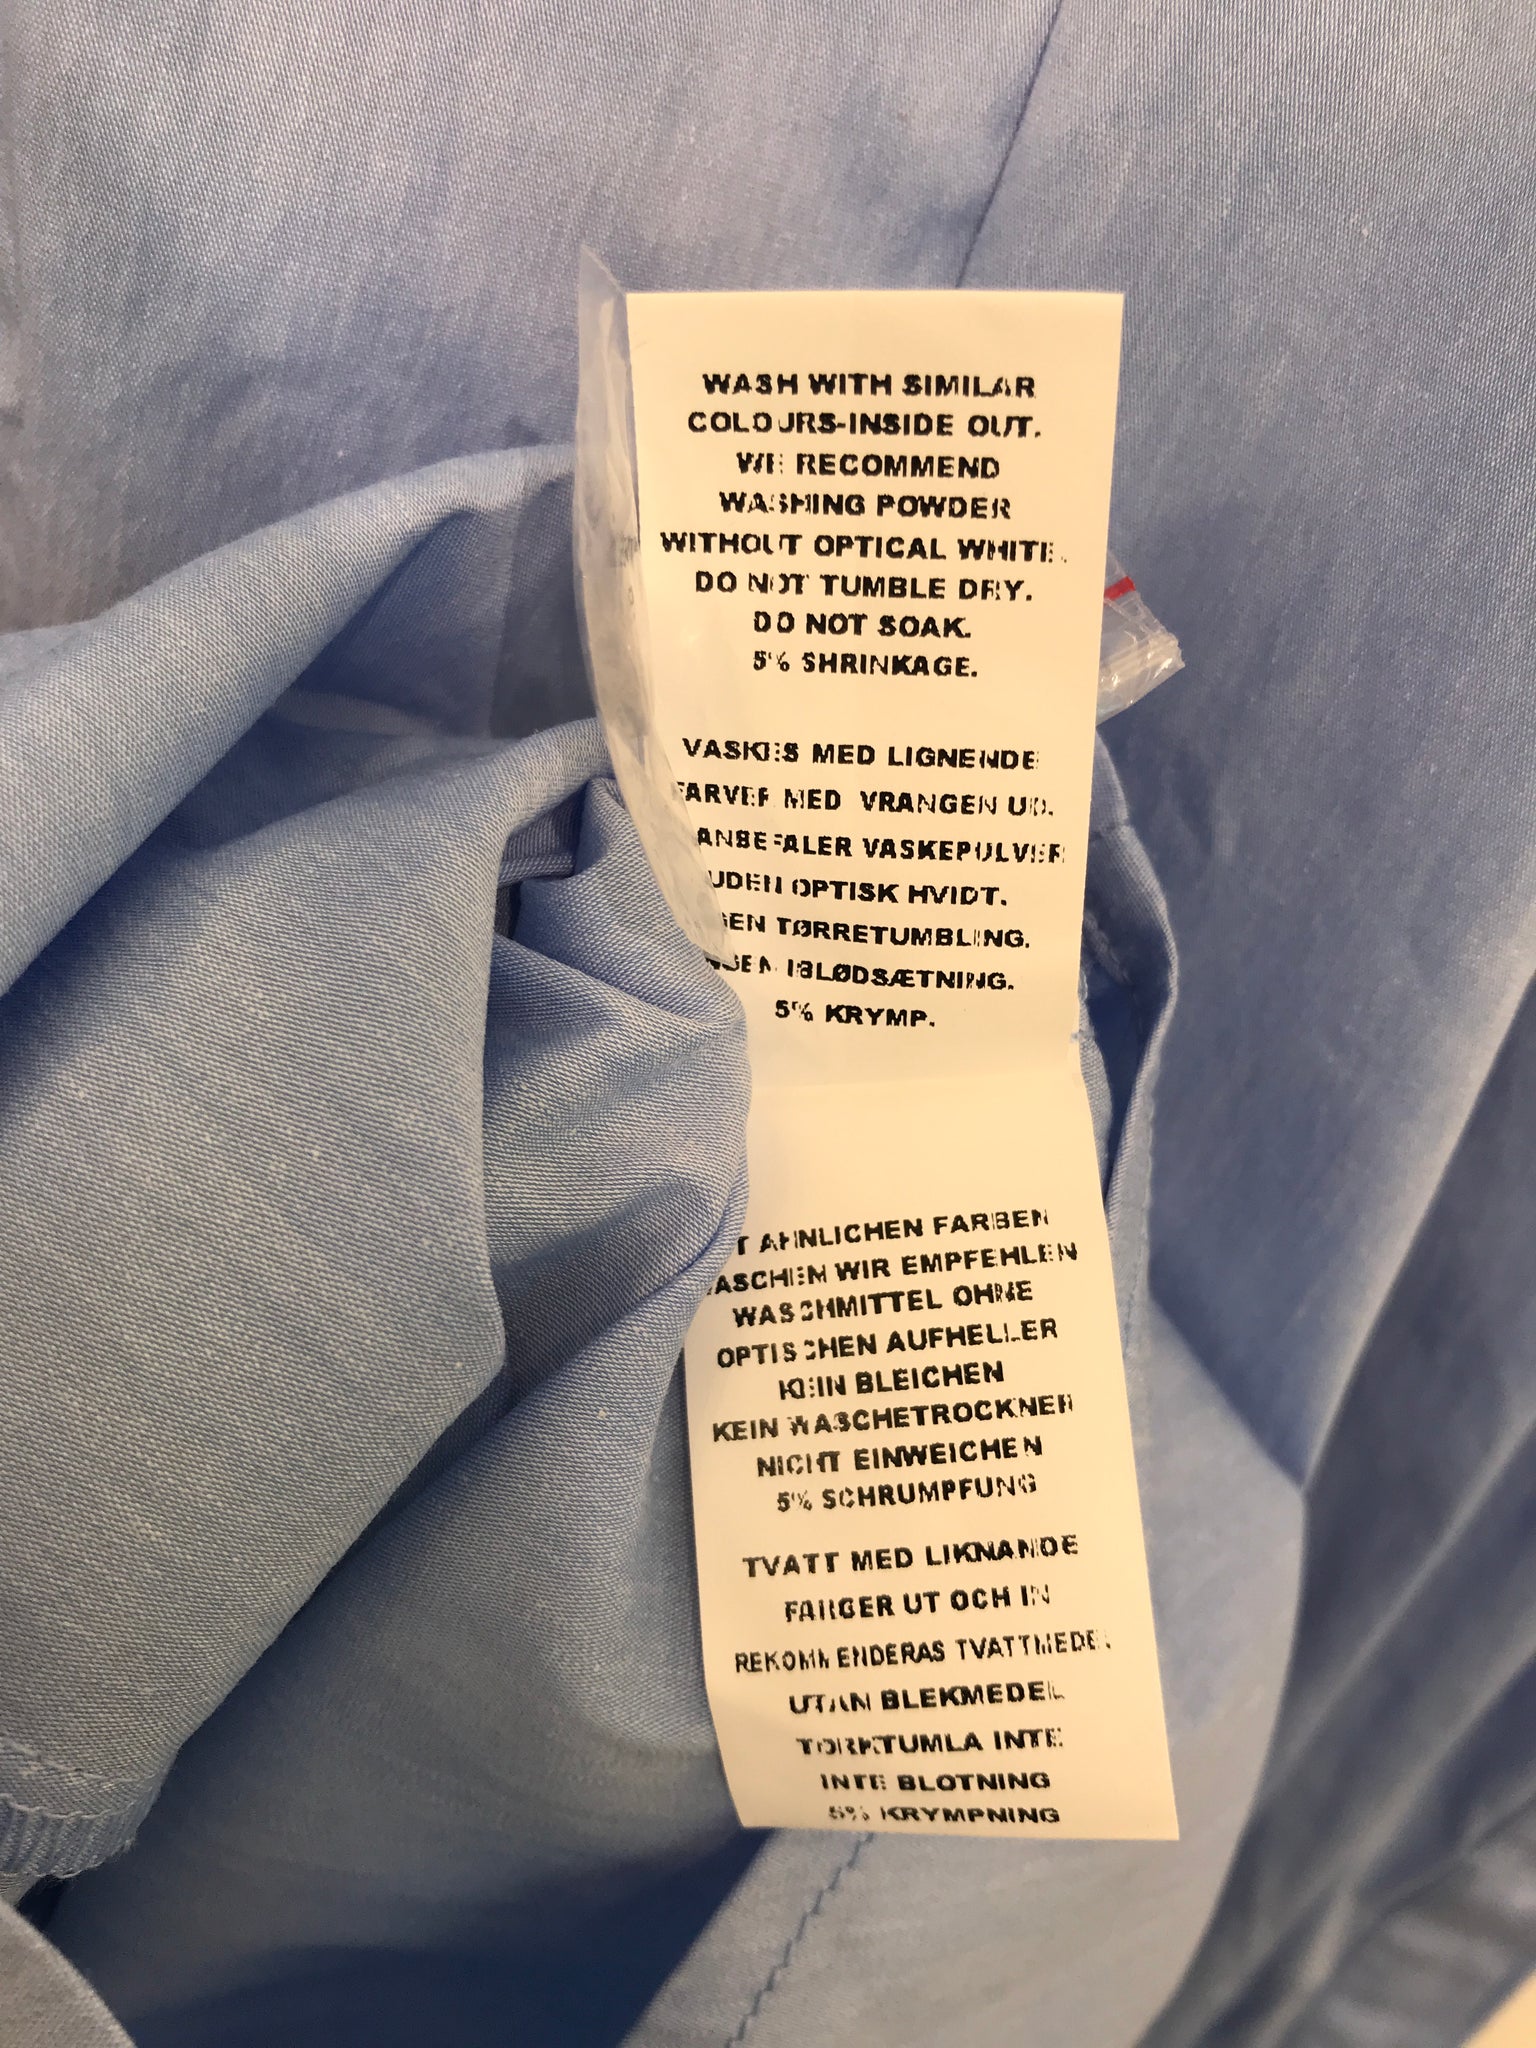 WASH WITH SIMILAR
COLOURS-INSIDE OUT.
WE RECOMMEND
WASHING POWDER
WITHOUT OPTICAL WHITE.
DO NOT TUMBLE DRY.
DO NOT SOAK.
5% SHRINKAGE.
VASKES MED LIGNENDE
FARVER MED VRANGEN UD.
ANBEFALER VASKEPULVER
UDEN OPTISK HVIDT.
TØRRETUMBLING.
IBLØDSÆTNING.
5% KRYMP.
AHNLICHEN FARBEN
WIR EMPFEHLEN
WASCHMITTEL OHNE
OPTISCHEN AUFHELLER
KEIN BLEICHEN
KEIN WASCHETROCKNER
NICHT EINWEICHEN
5% SCHRUMPFUNG
TVATT MED LIKNANDE
FARGER UT OCH IN
REKOMMENDERAS TVATTMEDEL
UTAN BLEKMEDEL
TORKTUMLA INTE
INTE BLOTNING
5% KRYMPNING